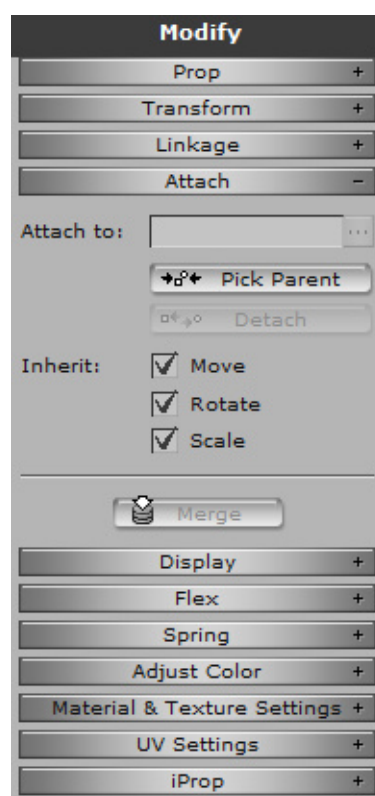 Modify
Prop +
Transform +
Linkage +
Attach -
Attach to: ...
Pick Parent
Detach
Inherit: Move
Rotate
Scale
Merge
Display +
Flex +
Spring +
Adjust Color +
Material & Texture Settings +
UV Settings +
iProp +